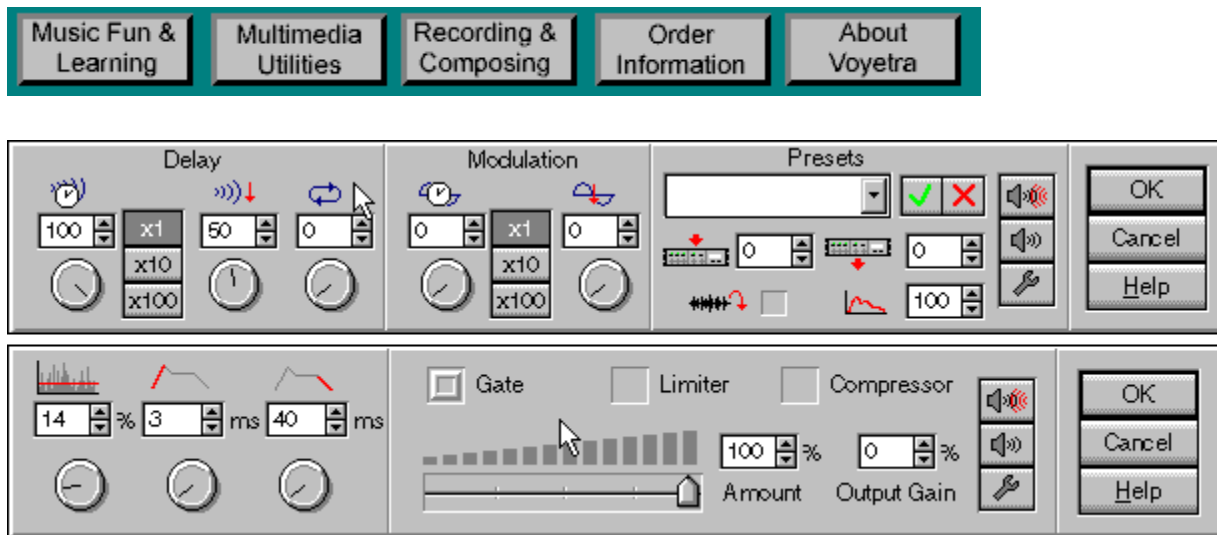 Music Fun & Multimedia Recording & Order About
Learning Utilities Composing Information Voyetra
Delay Modulation Presets
OK
100 x1 50 0 0 x1 0 0 0 Cancel
x10 x10
x100 x100 100 Help
Gate Limiter Compressor OK
14 % 3 ms 40 ms 100 % 0 % Cancel
Amount Output Gain Help